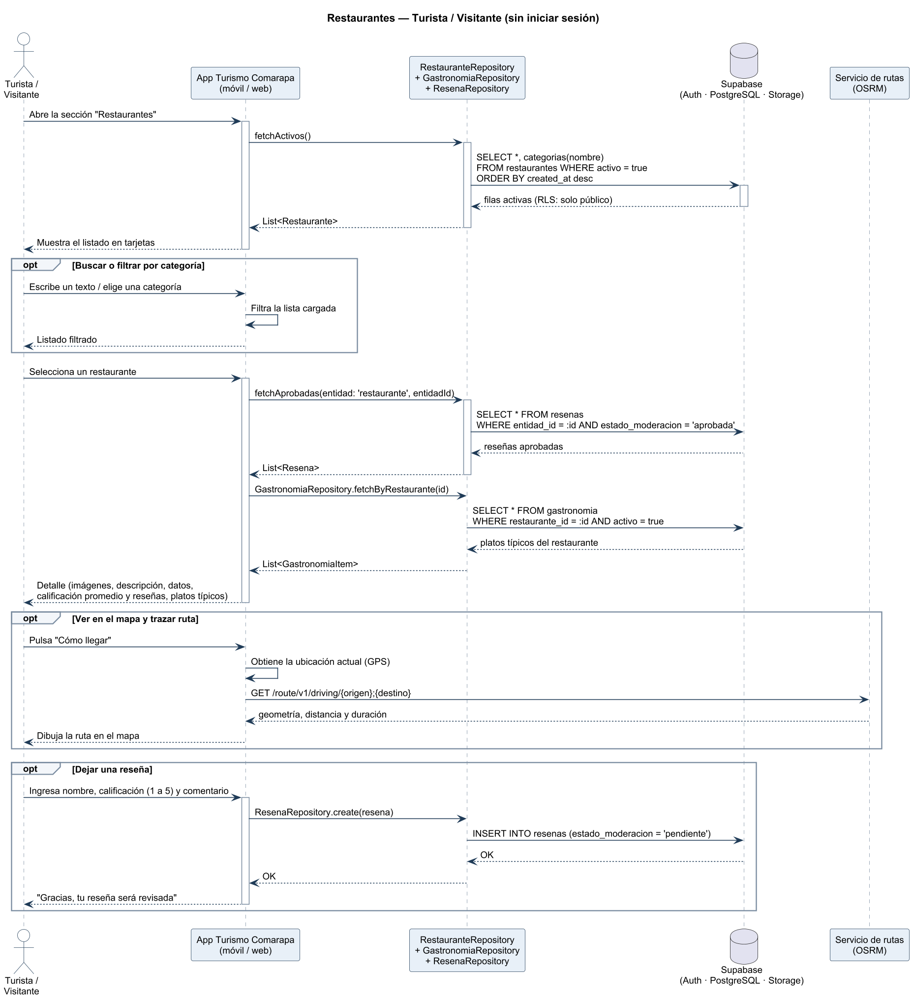 Restaurantes — Turista / Visitante (sin iniciar sesión)
Turista /
Visitante
App Turismo Comarapa
(móvil / web)
RestauranteRepository
+ GastronomiaRepository
+ ResenaRepository
Supabase
(Auth · PostgreSQL · Storage)
Servicio de rutas
(OSRM)
Abre la sección "Restaurantes"
fetchActivos()
SELECT *, categorias(nombre)
FROM restaurantes WHERE activo = true
ORDER BY created_at desc
filas activas (RLS: solo público)
List<Restaurante>
Muestra el listado en tarjetas
opt [Buscar o filtrar por categoría]
Escribe un texto / elige una categoría
Filtra la lista cargada
Listado filtrado
Selecciona un restaurante
fetchAprobadas(entidad: 'restaurante', entidadId)
SELECT * FROM resenas
WHERE entidad_id = :id AND estado_moderacion = 'aprobada'
reseñas aprobadas
List<Resena>
GastronomiaRepository.fetchByRestaurante(id)
SELECT * FROM gastronomia
WHERE restaurante_id = :id AND activo = true
platos típicos del restaurante
List<GastronomiaItem>
Detalle (imágenes, descripción, datos,
calificación promedio y reseñas, platos típicos)
opt [Ver en el mapa y trazar ruta]
Pulsa "Cómo llegar"
Obtiene la ubicación actual (GPS)
GET /route/v1/driving/{origen};{destino}
geometría, distancia y duración
Dibuja la ruta en el mapa
opt [Dejar una reseña]
Ingresa nombre, calificación (1 a 5) y comentario
ResenaRepository.create(resena)
INSERT INTO resenas (estado_moderacion = 'pendiente')
OK
OK
"Gracias, tu reseña será revisada"
Turista /
Visitante
App Turismo Comarapa
(móvil / web)
RestauranteRepository
+ GastronomiaRepository
+ ResenaRepository
Supabase
(Auth · PostgreSQL · Storage)
Servicio de rutas
(OSRM)